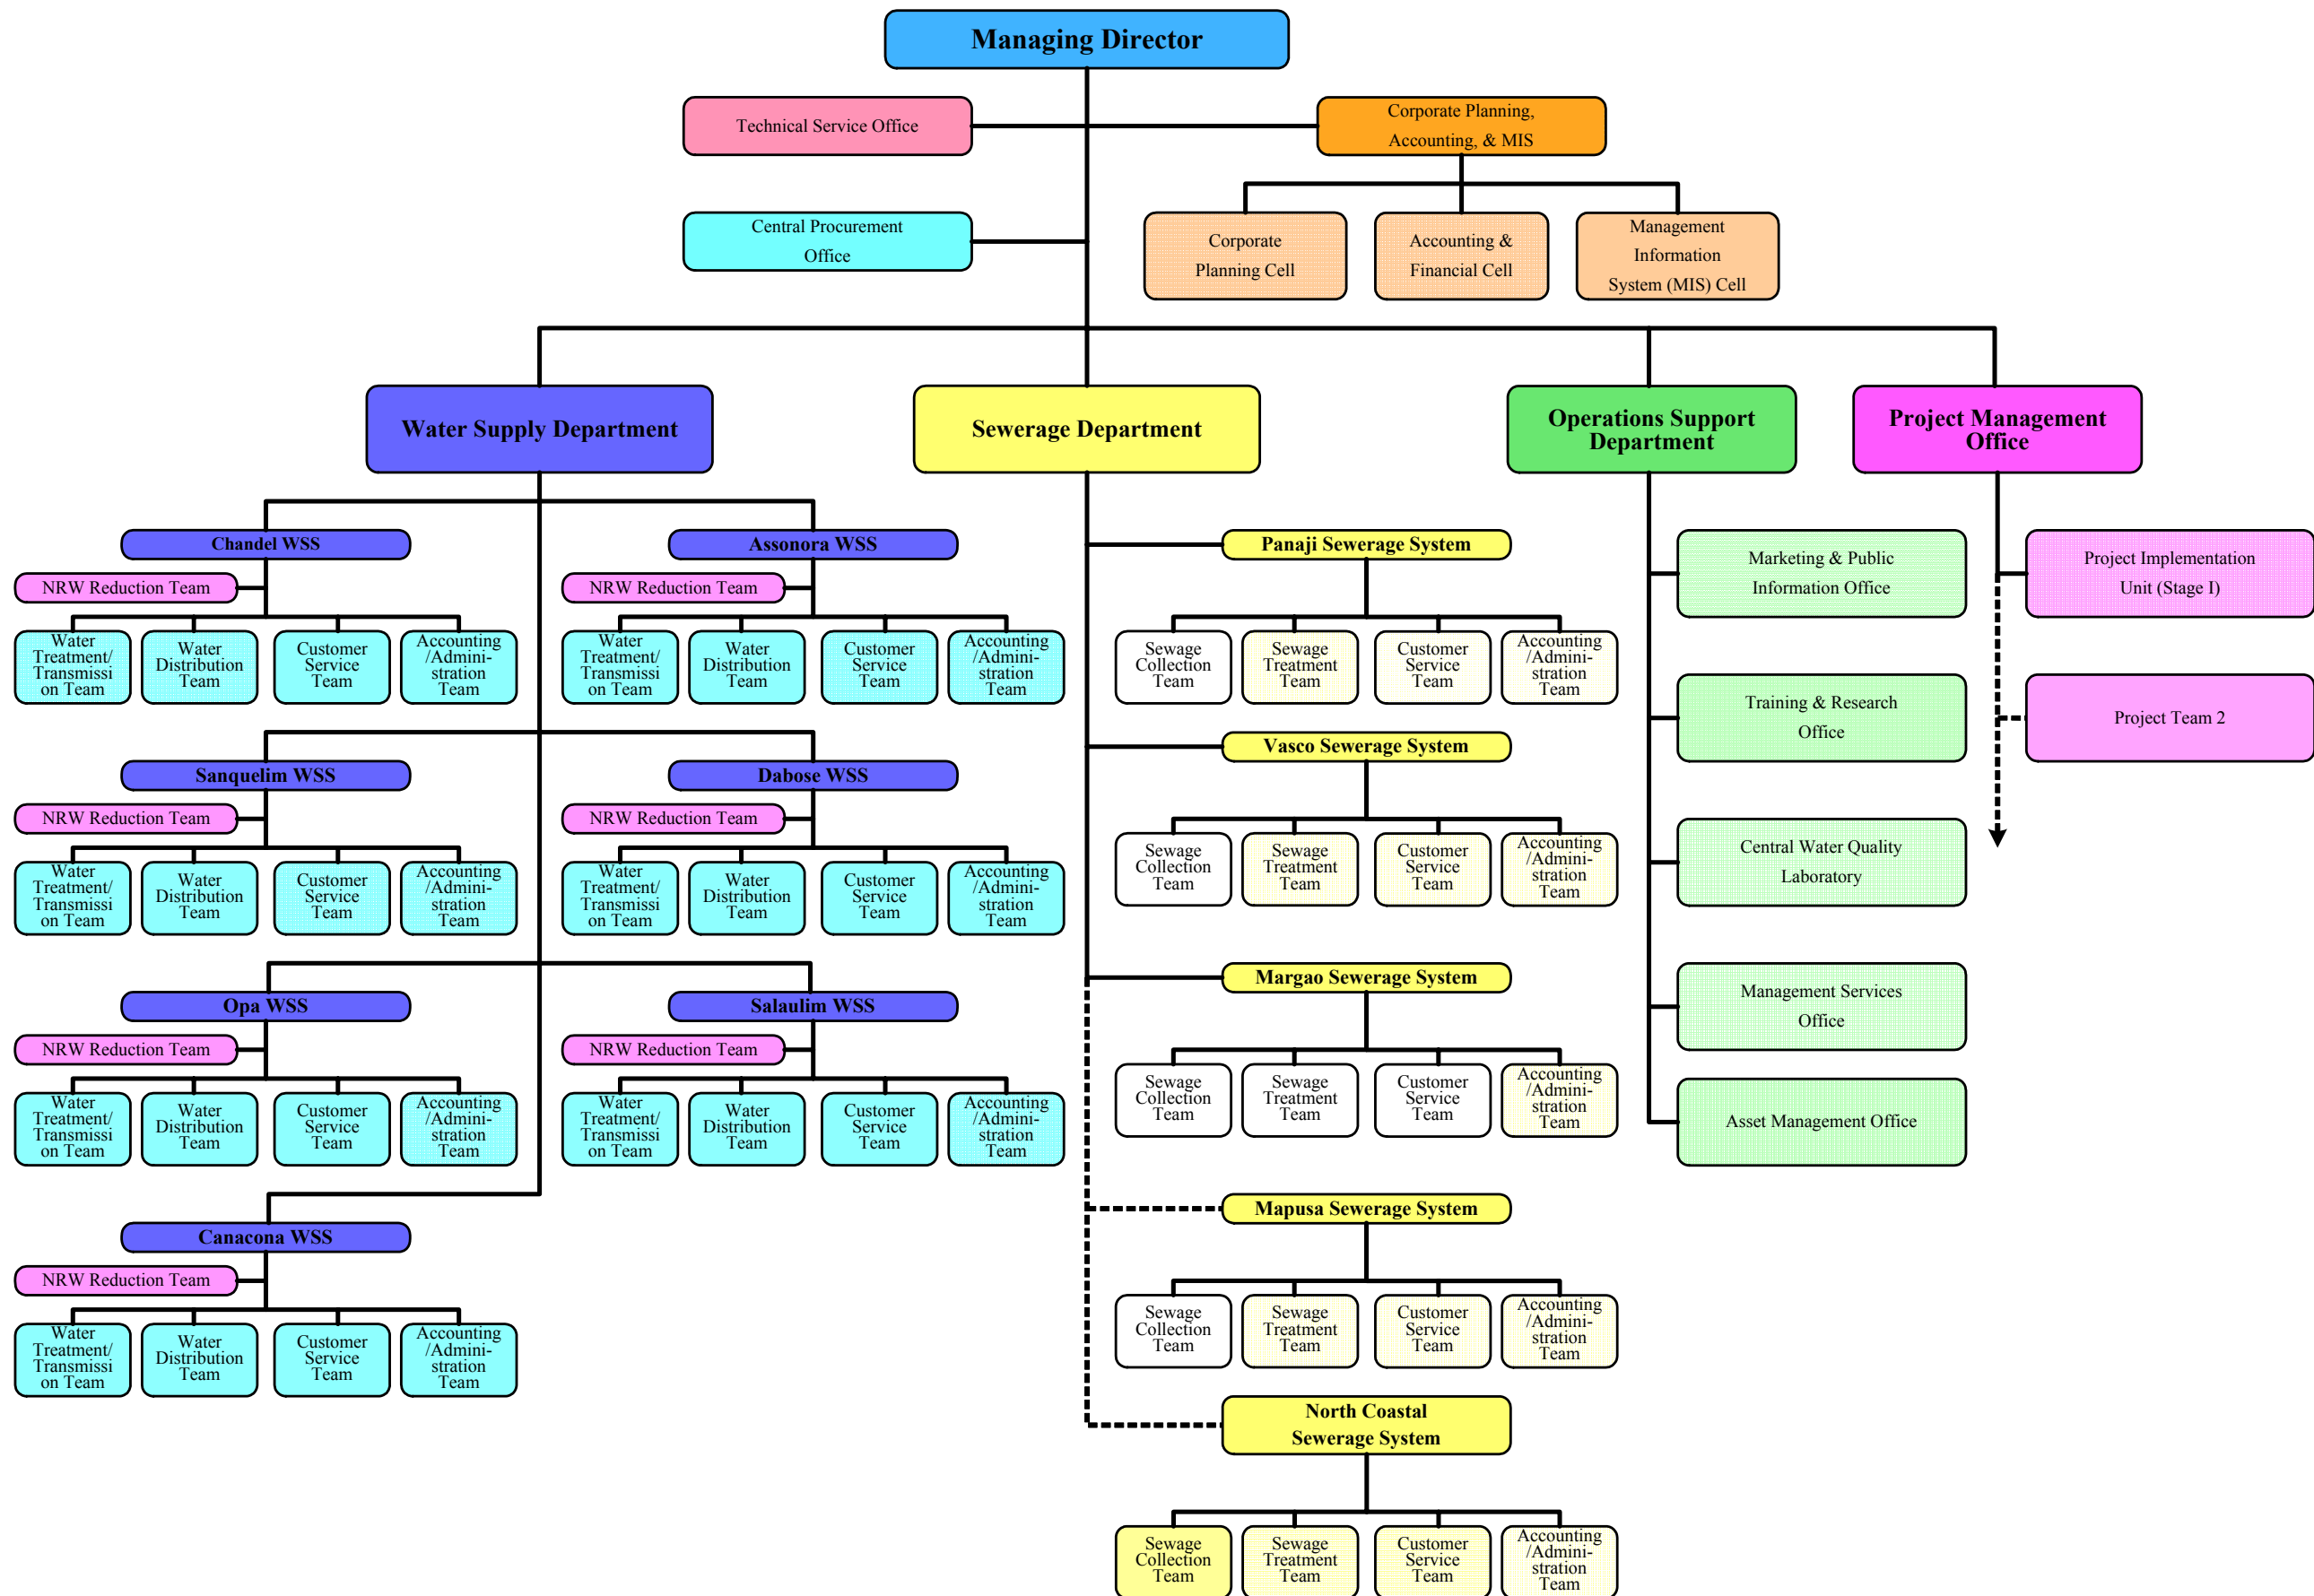 Managing Director
Technical Service Office
Corporate Planning,
Accounting, & MIS
Central Procurement
Office
Corporate
Planning Cell
Accounting &
Financial Cell
Management
Information
System (MIS) Cell
Water Supply Department
Sewerage Department
Operations Support
Department
Project Management
Office
Chandel WSS
NRW Reduction Team
Water
Treatment/
Transmissi
on Team
Water
Distribution
Team
Customer
Service
Team
Accounting
/Admini-
stration
Team
Assonora WSS
NRW Reduction Team
Water
Treatment/
Transmissi
on Team
Water
Distribution
Team
Customer
Service
Team
Accounting
/Admini-
stration
Team
Sanquelim WSS
NRW Reduction Team
Water
Treatment/
Transmissi
on Team
Water
Distribution
Team
Customer
Service
Team
Accounting
/Admini-
stration
Team
Dabose WSS
NRW Reduction Team
Water
Treatment/
Transmissi
on Team
Water
Distribution
Team
Customer
Service
Team
Accounting
/Admini-
stration
Team
Opa WSS
NRW Reduction Team
Water
Treatment/
Transmissi
on Team
Water
Distribution
Team
Customer
Service
Team
Accounting
/Admini-
stration
Team
Salaulim WSS
NRW Reduction Team
Water
Treatment/
Transmissi
on Team
Water
Distribution
Team
Customer
Service
Team
Accounting
/Admini-
stration
Team
Canacona WSS
NRW Reduction Team
Water
Treatment/
Transmissi
on Team
Water
Distribution
Team
Customer
Service
Team
Accounting
/Admini-
stration
Team
Panaji Sewerage System
Sewage
Collection
Team
Sewage
Treatment
Team
Customer
Service
Team
Accounting
/Admini-
stration
Team
Vasco Sewerage System
Sewage
Collection
Team
Sewage
Treatment
Team
Customer
Service
Team
Accounting
/Admini-
stration
Team
Margao Sewerage System
Sewage
Collection
Team
Sewage
Treatment
Team
Customer
Service
Team
Accounting
/Admini-
stration
Team
Mapusa Sewerage System
Sewage
Collection
Team
Sewage
Treatment
Team
Customer
Service
Team
Accounting
/Admini-
stration
Team
North Coastal
Sewerage System
Sewage
Collection
Team
Sewage
Treatment
Team
Customer
Service
Team
Accounting
/Admini-
stration
Team
Marketing & Public
Information Office
Training & Research
Office
Central Water Quality
Laboratory
Management Services
Office
Asset Management Office
Project Implementation
Unit (Stage I)
Project Team 2